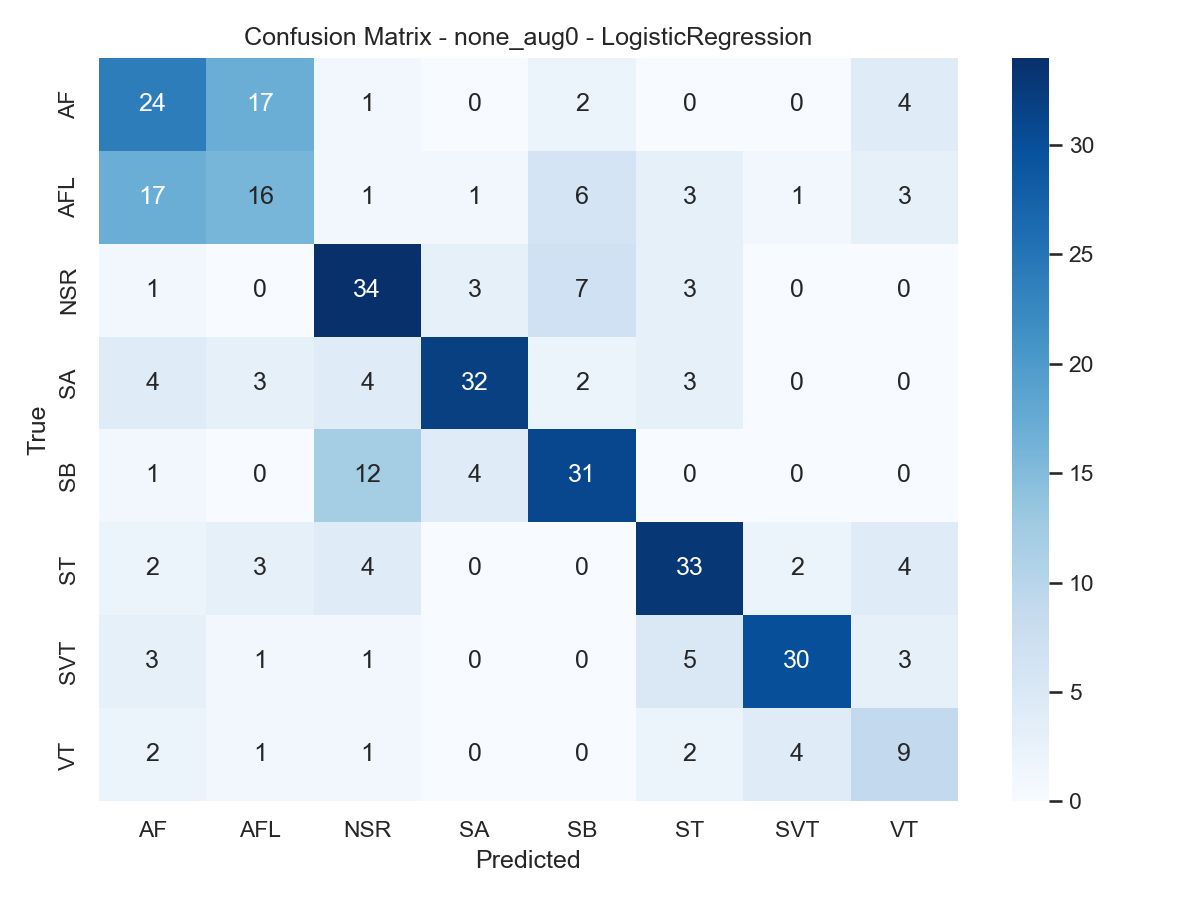 Confusion Matrix - none_aug0 - LogisticRegression
AF 24 17 1 0 2 0 0 4
AFL 17 16 1 1 6 3 1 3
NSR 1 0 34 3 7 3 0 0
SA 4 3 4 32 2 3 0 0
SB 1 0 12 4 31 0 0 0
ST 2 3 4 0 0 33 2 4
SVT 3 1 1 0 0 5 30 3
VT 2 1 1 0 0 2 4 9
AF AFL NSR SA SB ST SVT VT
Predicted
True
30
25
20
15
10
5
0